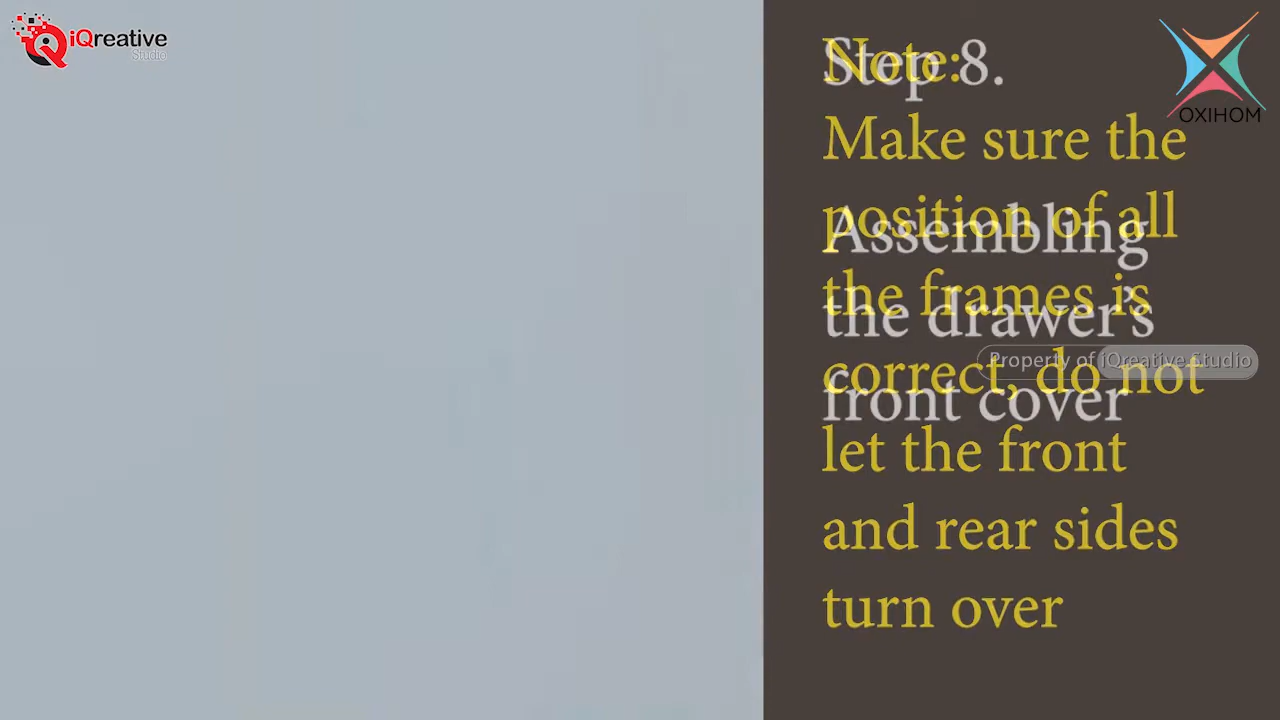 iQreative
Studio
OXIHOM
Step 8.
Assembling
the drawer's
front cover
Note:
Make sure the
position of all
the frames is
correct, do not
let the front
and rear sides
turn over
Property of iQreative Studio